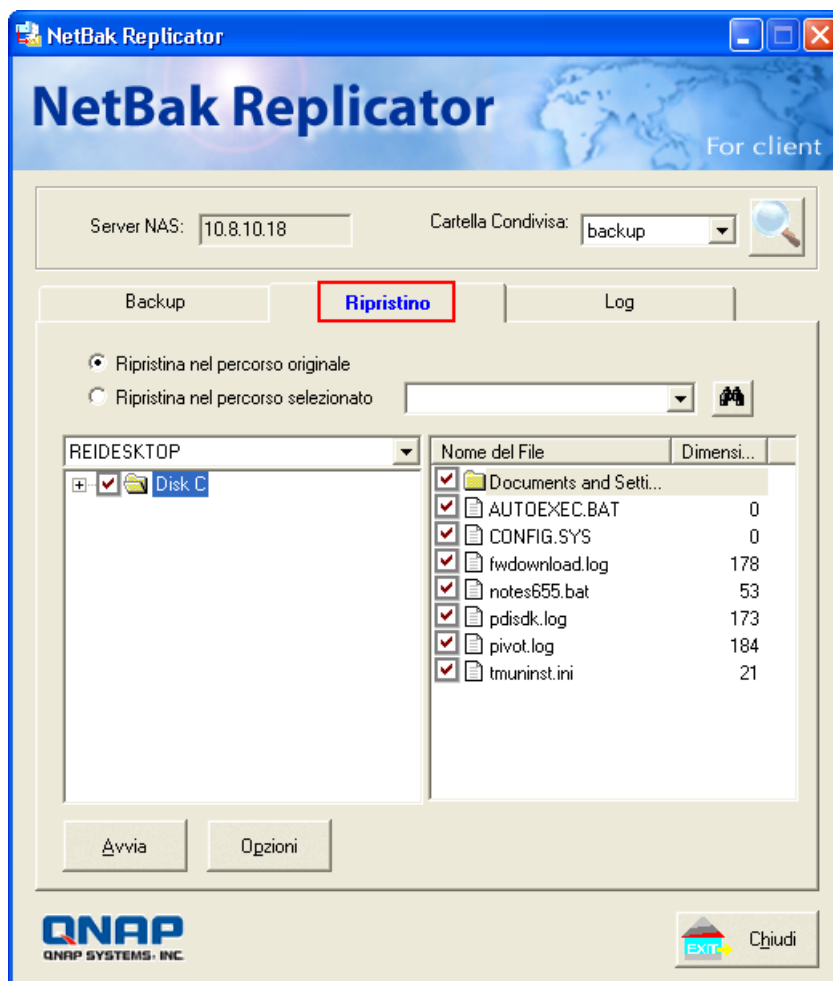 NetBak Replicator
NetBak Replicator
For client
Server NAS: 10.8.10.18 Cartella Condivisa: backup
Backup Ripristino Log
Ripristina nel percorso originale
Ripristina nel percorso selezionato
REIDESKTOP
Disk C
Nome del File Dimensi...
Documents and Setti...
AUTOEXEC.BAT 0
CONFIG.SYS 0
fwdownload.log 178
notes655.bat 53
pdisdk.log 173
pivot.log 184
tmuninst.ini 21
Avvia Opzioni
QNAP
QNAP SYSTEMS, INC.
EXIT Chiudi